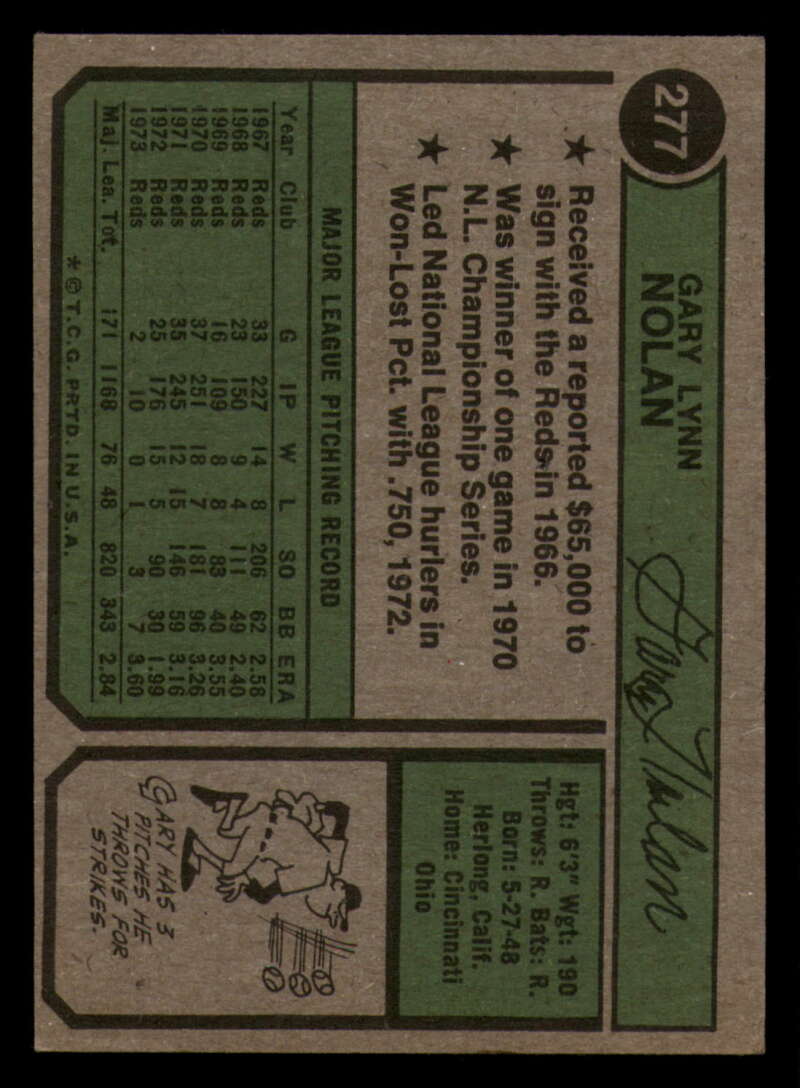 277
GARY LYNN
NOLAN
Gary Nolan
★ Received a reported $65,000 to
sign with the Reds in 1966.
★ Was winner of one game in 1970
N.L. Championship Series.
★ Led National League hurlers in
Won-Lost Pct. with .750, 1972.
MAJOR LEAGUE PITCHING RECORD
Year Club G IP W L SO BB ERA
1967 Reds 33 227 14 8 206 62 2.58
1968 Reds 23 150 9 4 111 49 2.40
1969 Reds 16 109 8 8 83 40 3.55
1970 Reds 37 251 18 7 181 96 3.26
1971 Reds 35 245 12 15 146 59 3.16
1972 Reds 25 176 15 5 90 30 1.99
1973 Reds 2 10 0 1 3 7 3.60
Maj. Lea. Tot. 171 1168 76 48 820 343 2.84
* © T.C.G. PRTD. IN U.S.A.
Hgt: 6'3" Wgt: 190
Throws: R. Bats: R.
Born: 5-27-48
Herlong, Calif.
Home: Cincinnati
Ohio
GARY HAS 3
PITCHES HE
THROWS FOR
STRIKES.